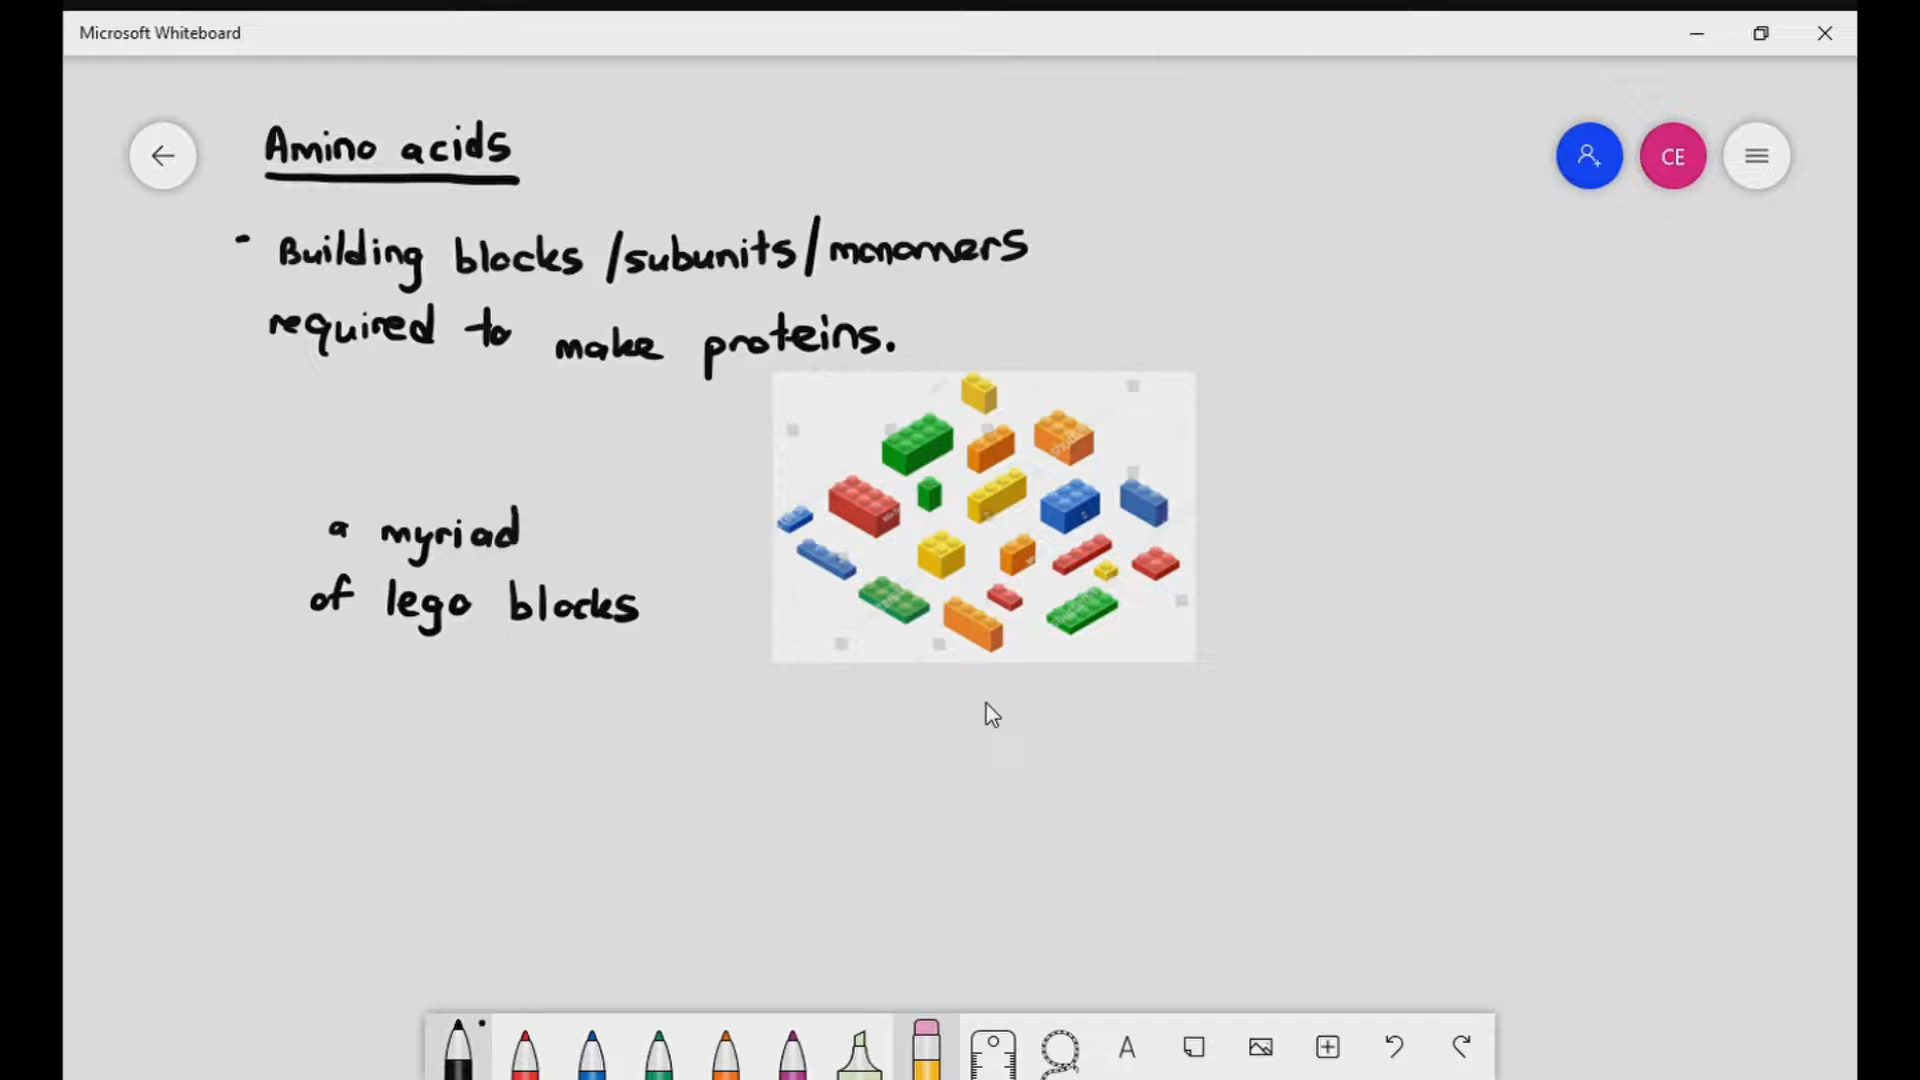 Microsoft Whiteboard
Amino acids
CE
- Building blocks /subunits/monomers
required to make proteins.
a myriad
of lego blocks
A